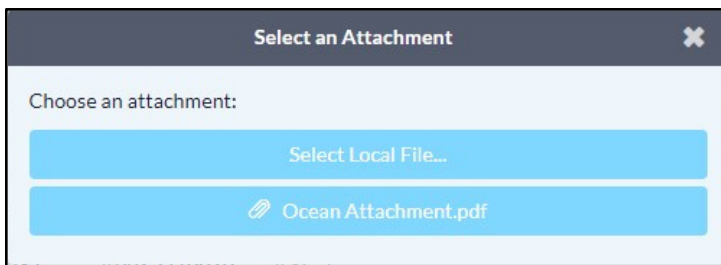 Select an Attachment
Choose an attachment:
Select Local File...
Ocean Attachment.pdf